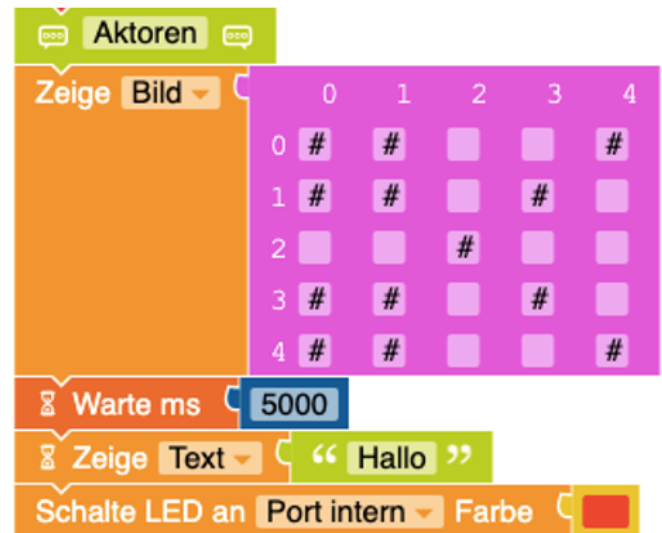 Aktoren
Zeige Bild
0 1 2 3 4
0 # # #
1 # # #
2 #
3 # # #
4 # # #
Warte ms 5000
Zeige Text “ Hallo ”
Schalte LED an Port intern Farbe